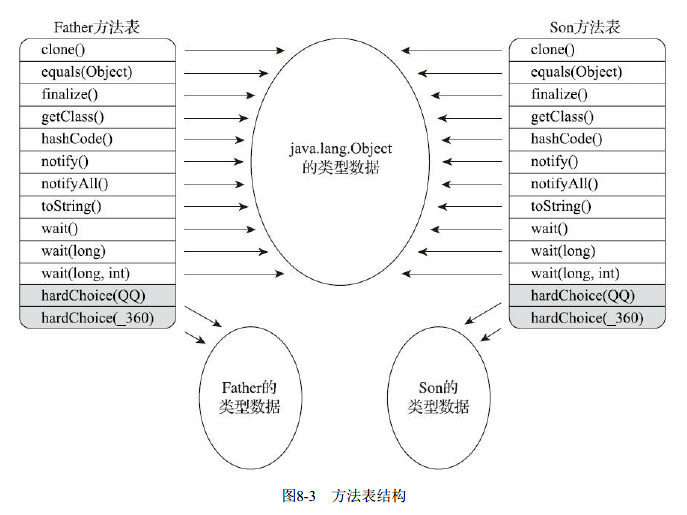 Father方法表
clone()
equals(Object)
finalize()
getClass()
hashCode()
notify()
notifyAll()
toString()
wait()
wait(long)
wait(long, int)
hardChoice(QQ)
hardChoice(_360)
java.lang.Object
的类型数据
Son方法表
clone()
equals(Object)
finalize()
getClass()
hashCode()
notify()
notifyAll()
toString()
wait()
wait(long)
wait(long, int)
hardChoice(QQ)
hardChoice(_360)
Father的
类型数据
Son的
类型数据
图8-3 方法表结构